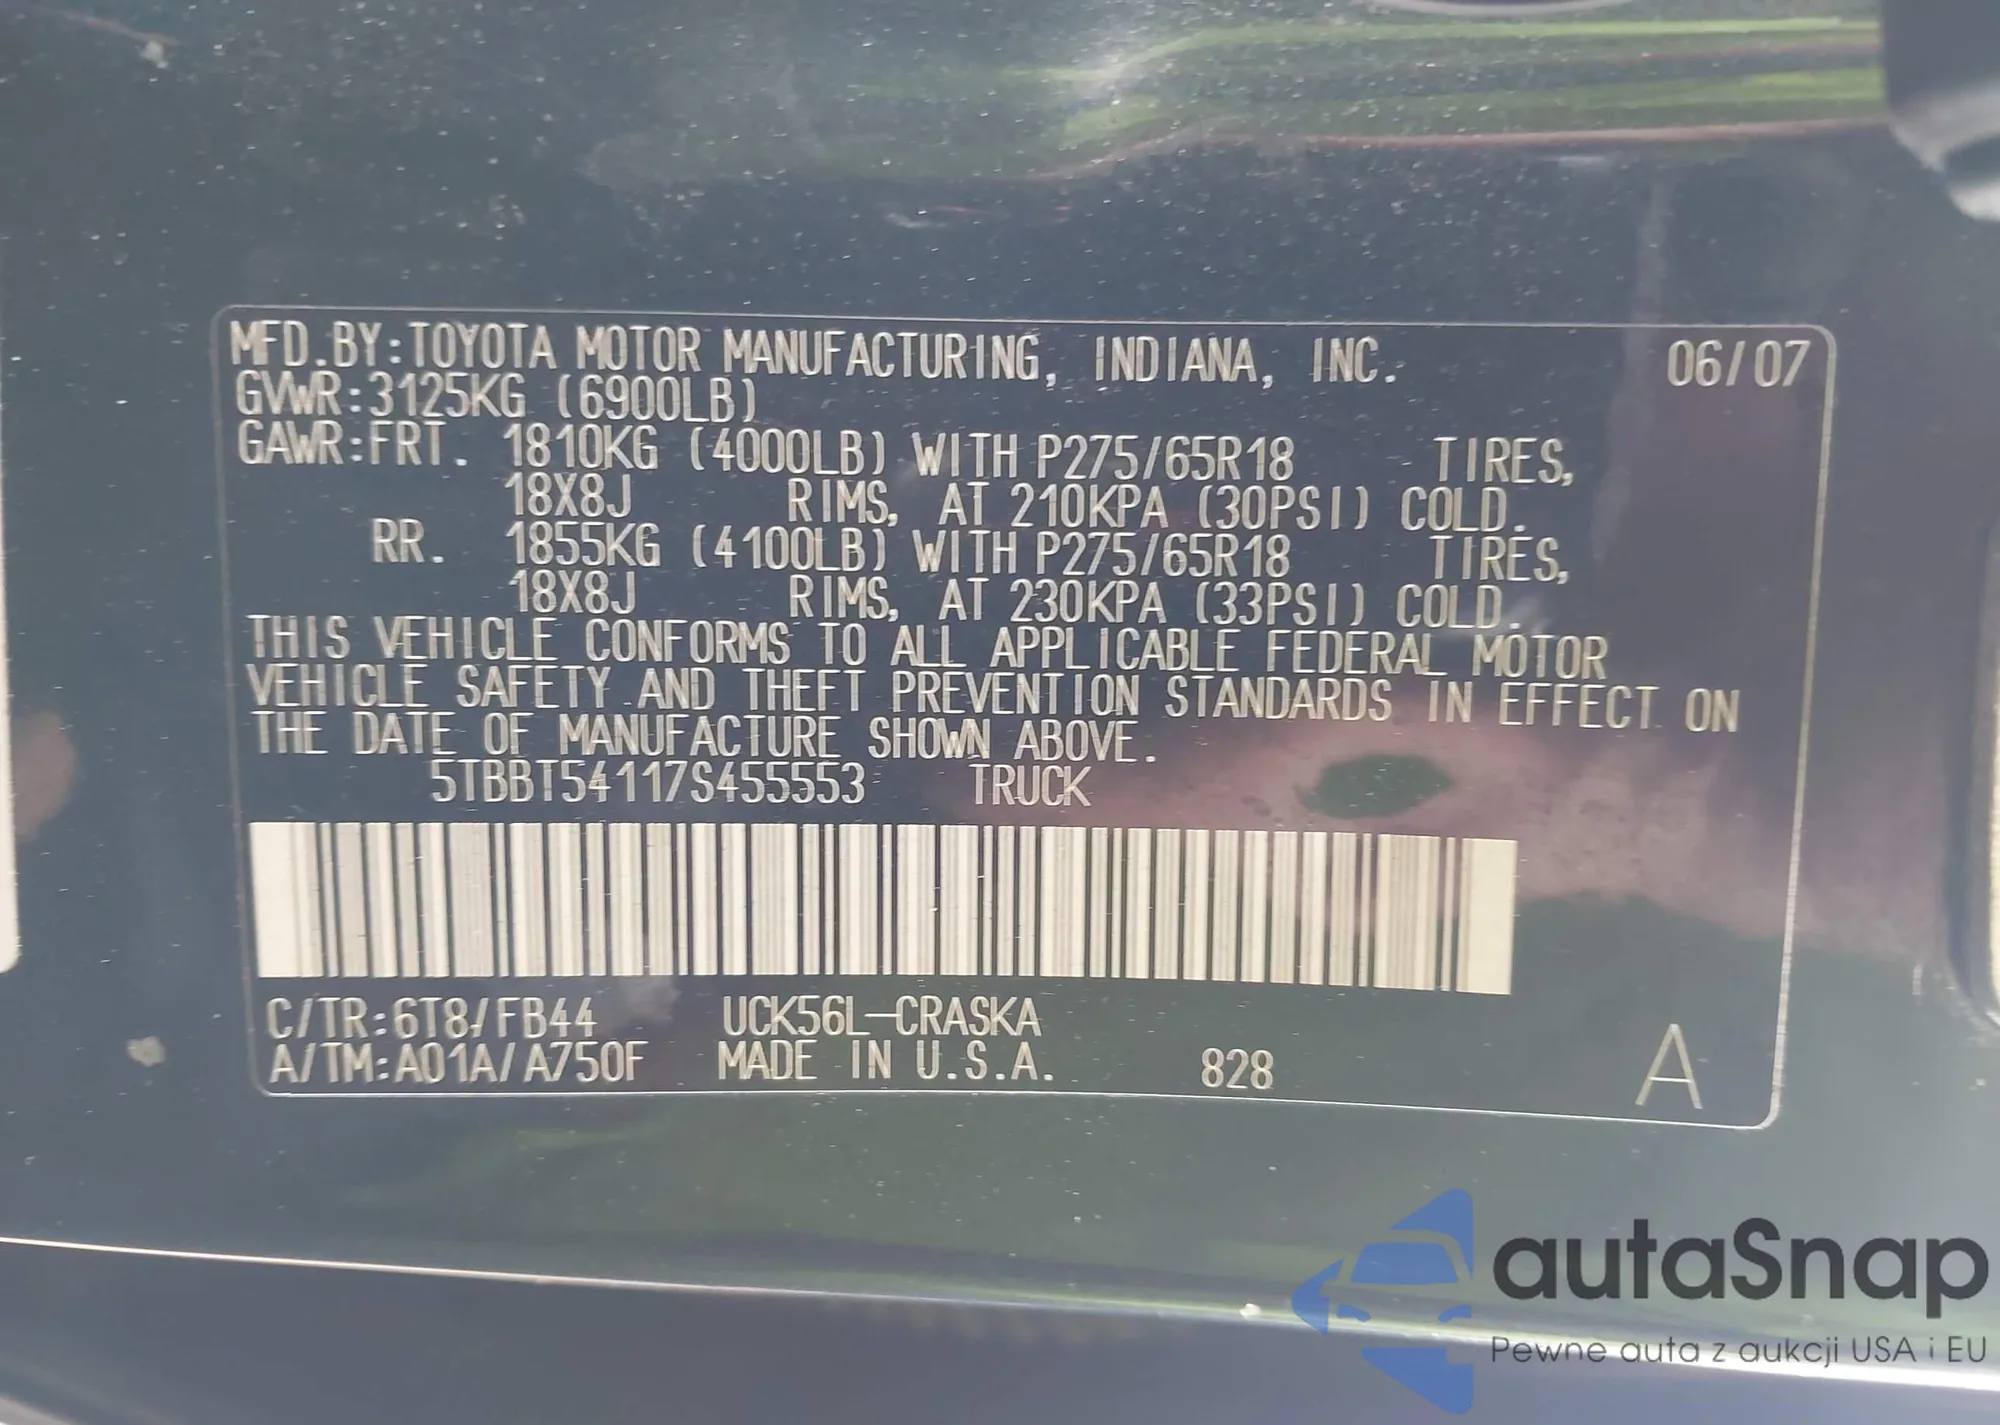 MFD.BY:TOYOTA MOTOR MANUFACTURING, INDIANA, INC. 06/07
GVWR:3125KG (6900LB)
GAWR:FRT. 1810KG (4000LB) WITH P275/65R18 TIRES,
18X8J RIMS, AT 210KPA (30PSI) COLD.
RR. 1855KG (4100LB) WITH P275/65R18 TIRES,
18X8J RIMS, AT 230KPA (33PSI) COLD.
THIS VEHICLE CONFORMS TO ALL APPLICABLE FEDERAL MOTOR
VEHICLE SAFETY AND THEFT PREVENTION STANDARDS IN EFFECT ON
THE DATE OF MANUFACTURE SHOWN ABOVE.
5TBBT54117S455553 TRUCK
C/TR:6T8/FB44 UCK56L-CRASKA
A/TM:A01A/A750F MADE IN U.S.A. 828 A
autaSnap
Pewne auta z aukcji USA i EU